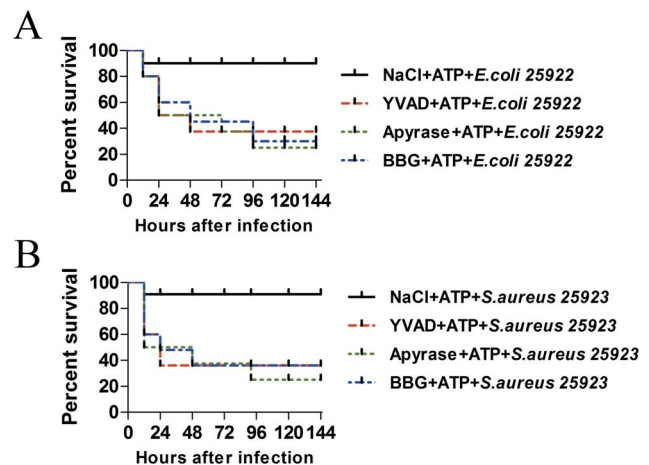 A
Percent survival
100
80
60
40
20
0
0 24 48 72 96 120 144
Hours after infection
NaCl+ATP+E.coli 25922
YVAD+ATP+E.coli 25922
Apyrase+ATP+E.coli 25922
BBG+ATP+E.coli 25922
B
Percent survival
100
80
60
40
20
0
0 24 48 72 96 120 144
Hours after infection
NaCl+ATP+S.aureus 25923
YVAD+ATP+S.aureus 25923
Apyrase+ATP+S.aureus 25923
BBG+ATP+S.aureus 25923